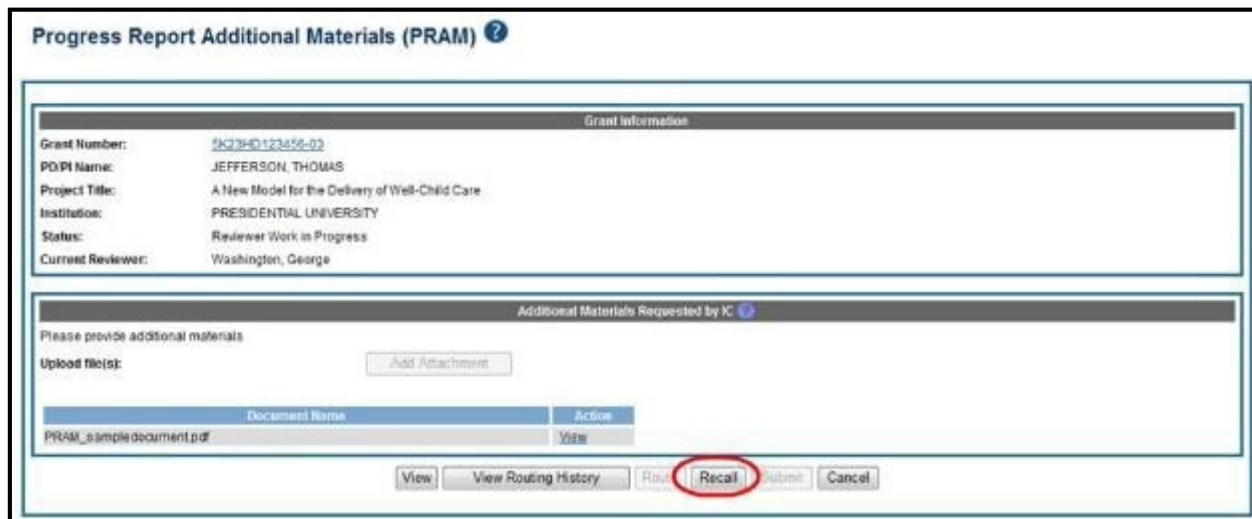 Progress Report Additional Materials (PRAM) ?
Grant Information
Grant Number: 5K23HD123456-03
PD/PI Name: JEFFERSON, THOMAS
Project Title: A New Model for the Delivery of Well-Child Care
Institution: PRESIDENTIAL UNIVERSITY
Status: Reviewer Work in Progress
Current Reviewer: Washington, George
Additional Materials Requested by IC ?
Please provide additional materials
Upload file(s): Add Attachment
Document Name Action
PRAM_sampledocument.pdf View
View View Routing History Route Recall Submit Cancel